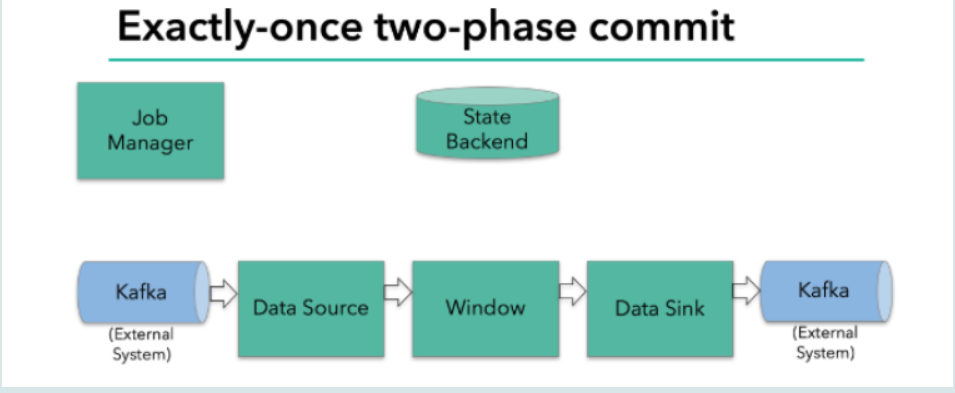 Exactly-once two-phase commit
Job
Manager
State
Backend
Kafka
(External
System)
Data Source
Window
Data Sink
Kafka
(External
System)